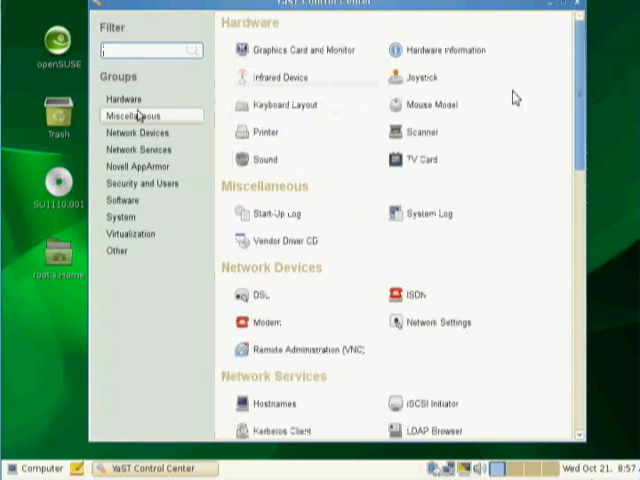 YaST Control Center
Filter
openSUSE
Trash
SU1110.001
root's Home
Groups
Hardware
Miscellaneous
Network Devices
Network Services
Novell AppArmor
Security and Users
Software
System
Virtualization
Other
Hardware
Graphics Card and Monitor
Hardware Information
Infrared Device
Joystick
Keyboard Layout
Mouse Model
Printer
Scanner
Sound
TV Card
Miscellaneous
Start-Up Log
System Log
Vendor Driver CD
Network Devices
DSL
ISDN
Modem
Network Settings
Remote Administration (VNC)
Network Services
Hostnames
iSCSI Initiator
Kerberos Client
LDAP Browser
Computer
YaST Control Center
Wed Oct 21, 8:57